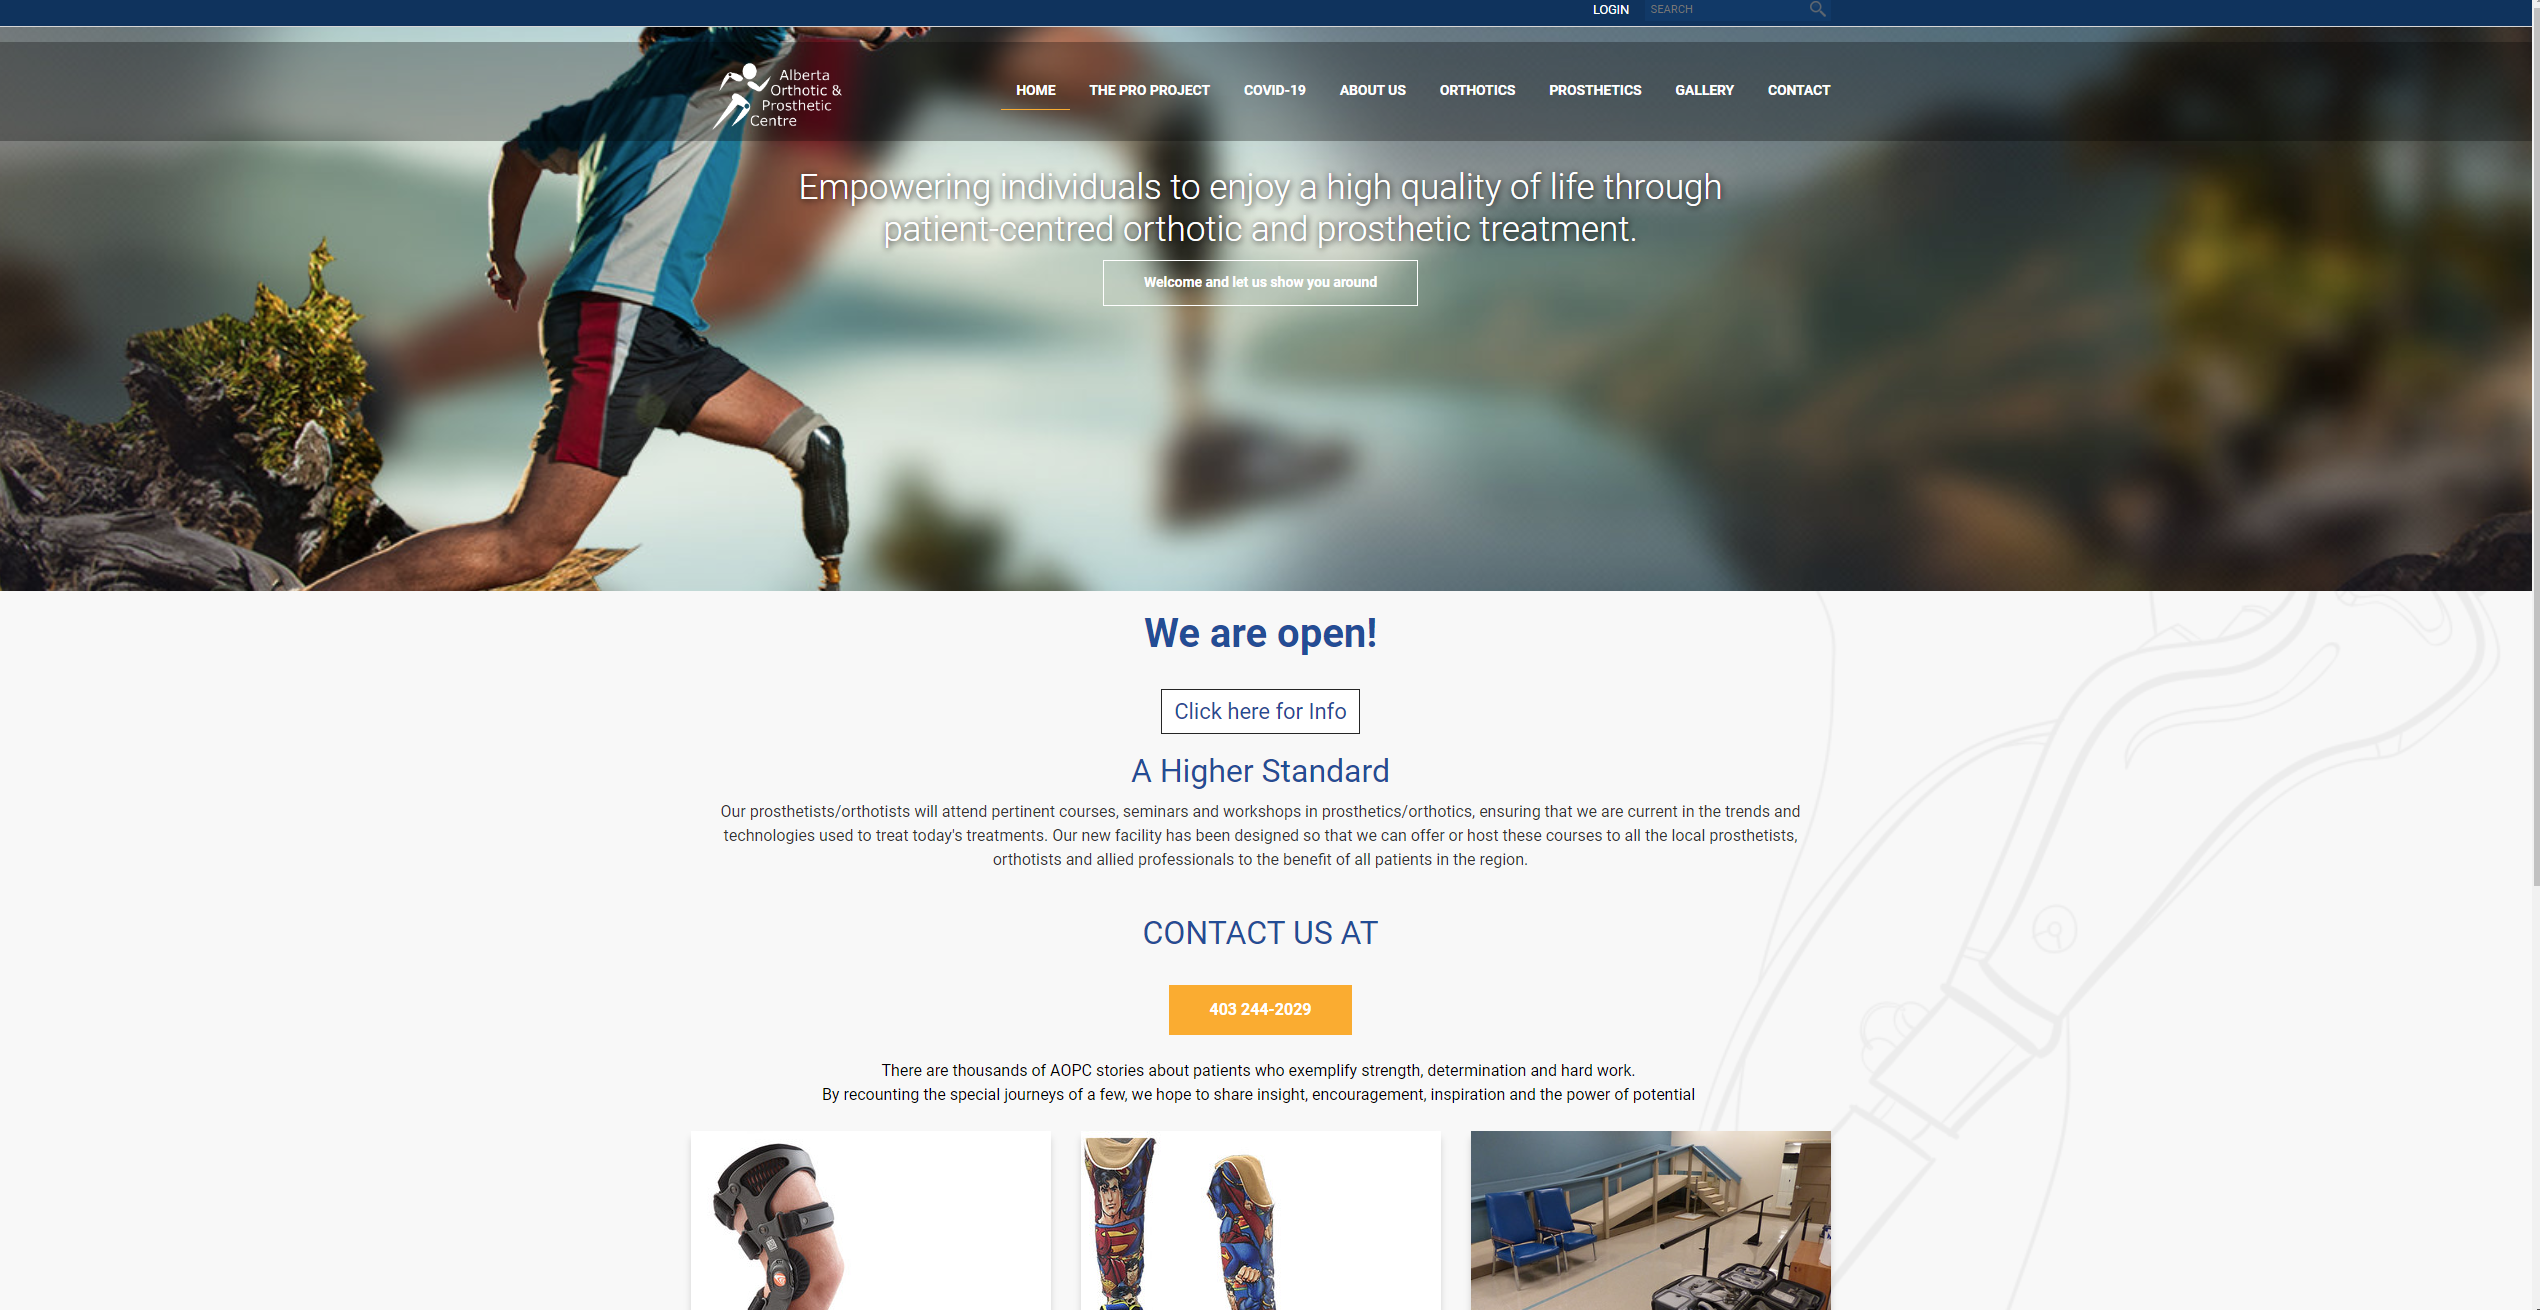 LOGIN
SEARCH
Alberta
Orthotic &
Prosthetic
Centre
HOME
THE PRO PROJECT
COVID-19
ABOUT US
ORTHOTICS
PROSTHETICS
GALLERY
CONTACT
Empowering individuals to enjoy a high quality of life through
patient-centred orthotic and prosthetic treatment.
Welcome and let us show you around
We are open!
Click here for Info
A Higher Standard
Our prosthetists/orthotists will attend pertinent courses, seminars and workshops in prosthetics/orthotics, ensuring that we are current in the trends and
technologies used to treat today's treatments. Our new facility has been designed so that we can offer or host these courses to all the local prosthetists,
orthotists and allied professionals to the benefit of all patients in the region.
CONTACT US AT
403 244-2029
There are thousands of AOPC stories about patients who exemplify strength, determination and hard work.
By recounting the special journeys of a few, we hope to share insight, encouragement, inspiration and the power of potential